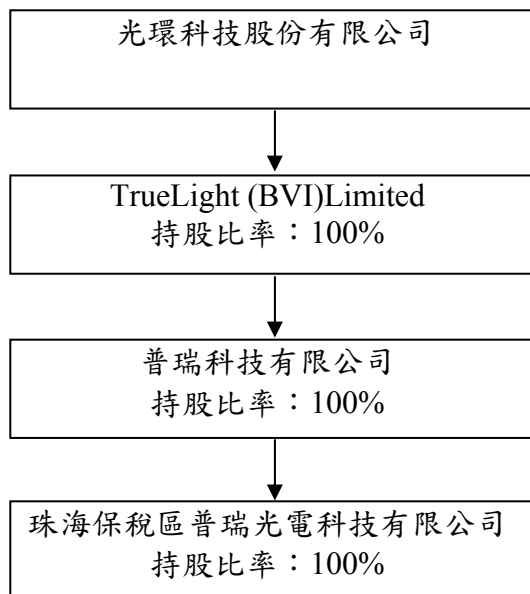 光環科技股份有限公司
TrueLight (BVI)Limited
持股比率：100%
普瑞科技有限公司
持股比率：100%
珠海保稅區普瑞光電科技有限公司
持股比率：100%